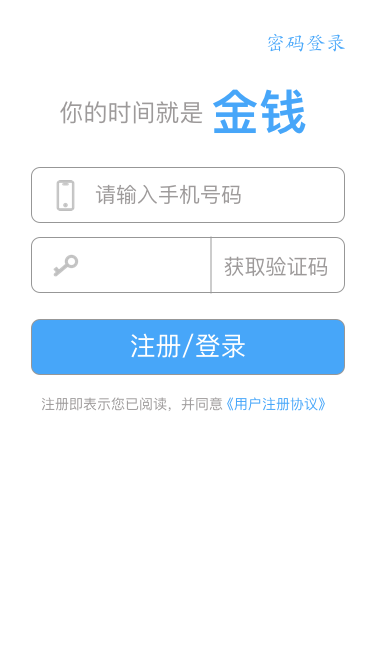 密码登录
你的时间就是 金钱
请输入手机号码
获取验证码
注册/登录
注册即表示您已阅读，并同意《用户注册协议》